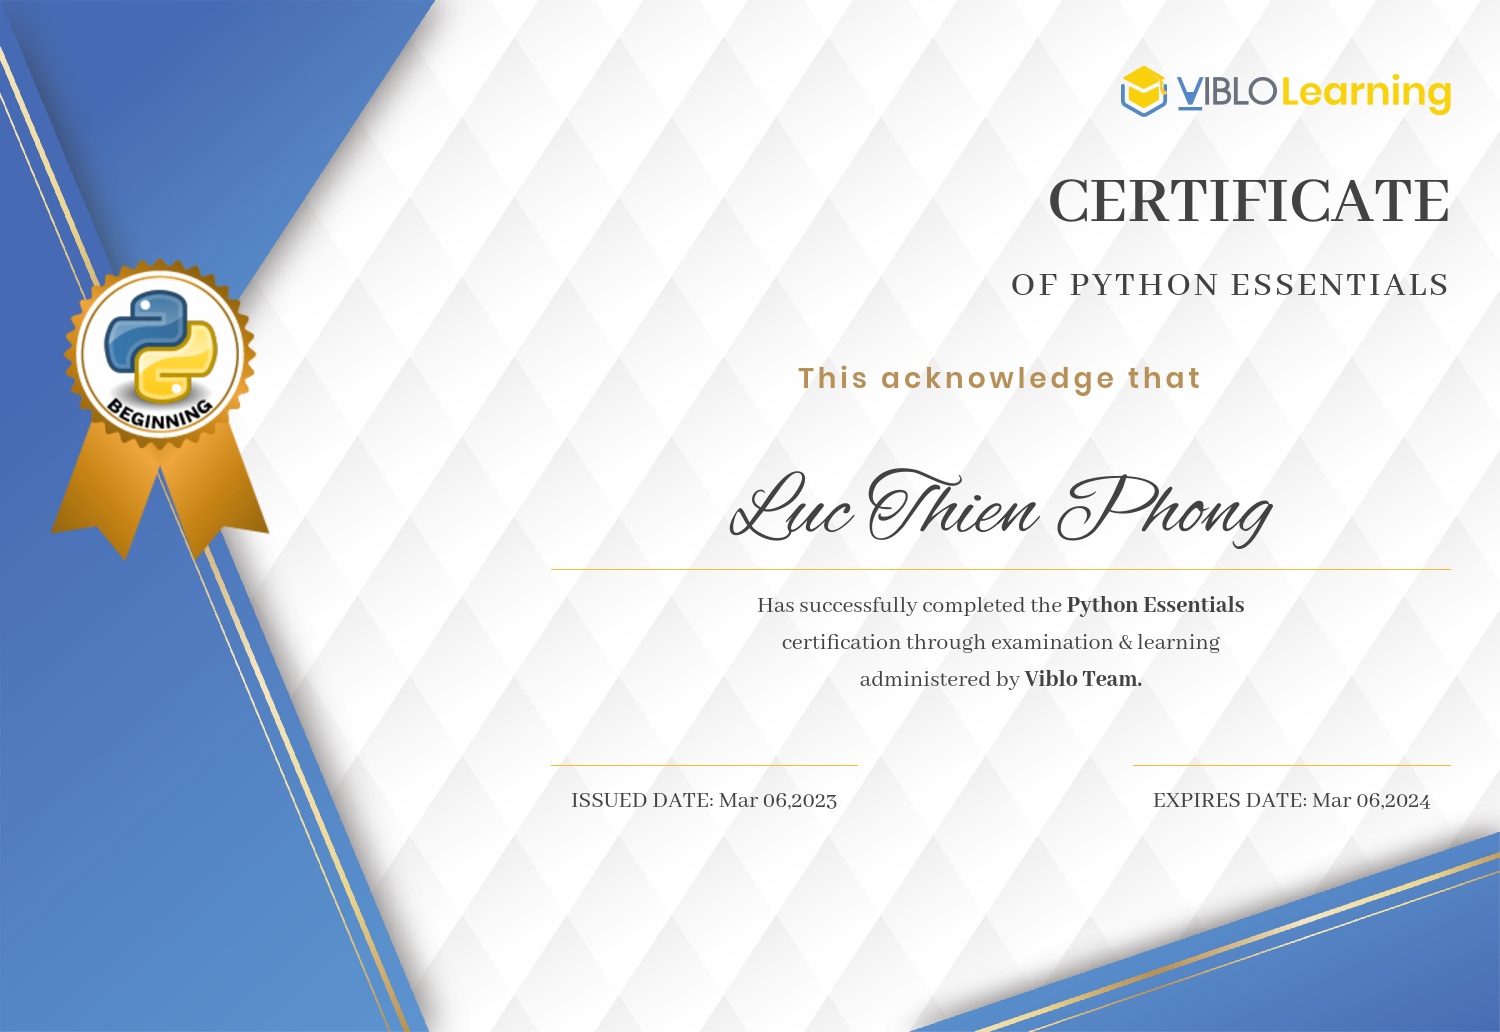 VIBLO Learning
CERTIFICATE
OF PYTHON ESSENTIALS
BEGINNING
This acknowledge that
Luc Thien Phong
Has successfully completed the Python Essentials
certification through examination & learning
administered by Viblo Team.
ISSUED DATE: Mar 06,2023
EXPIRES DATE: Mar 06,2024